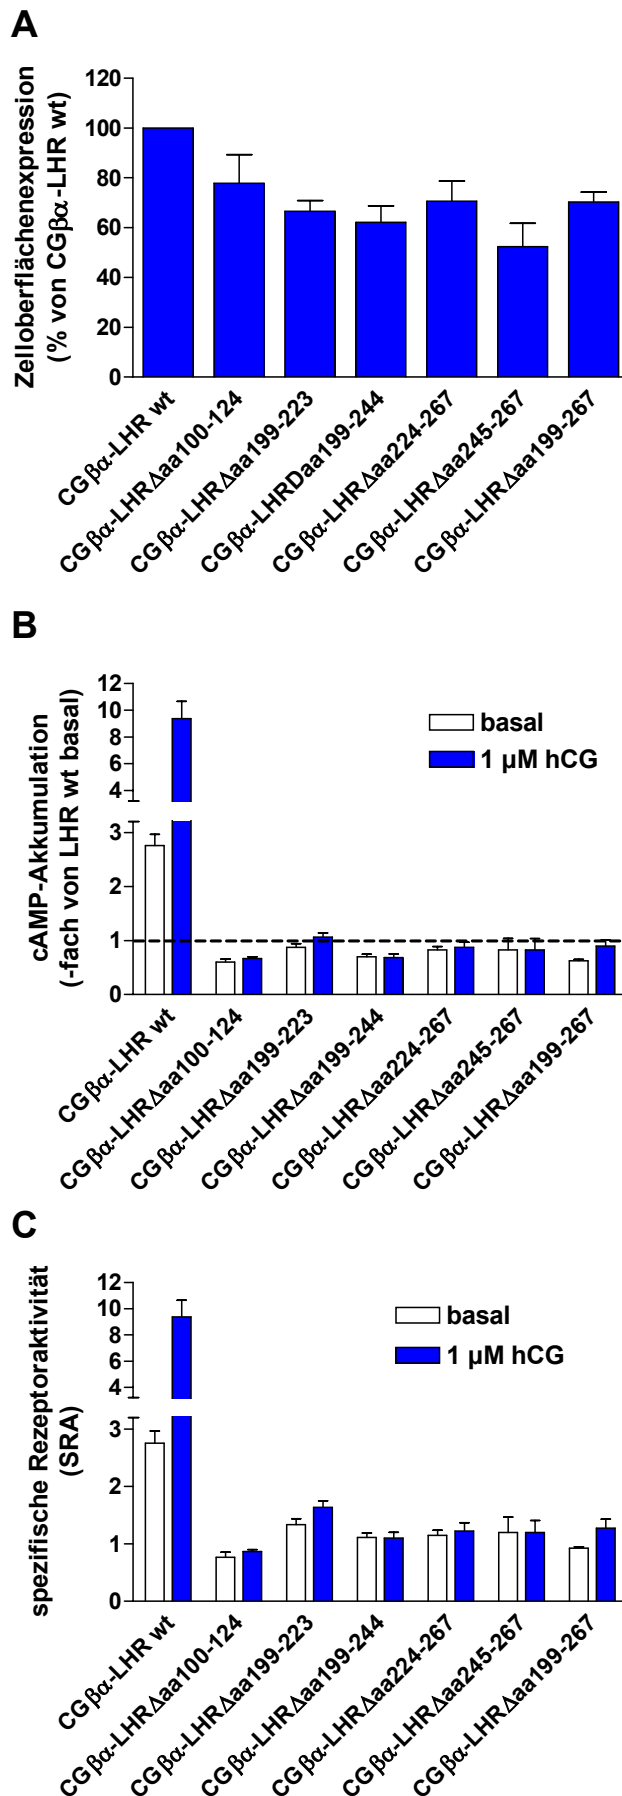 A
Zelloberflächenexpression
(% von CGβα-LHR wt)
120
100
80
60
40
20
0
CGβα-LHR wt
CGβα-LHRΔaa100-124
CGβα-LHRΔaa199-223
CGβα-LHRDaa199-244
CGβα-LHRΔaa224-267
CGβα-LHRΔaa245-267
CGβα-LHRΔaa199-267
B
cAMP-Akkumulation
(-fach von LHR wt basal)
12
10
8
6
4
3
2
1
0
basal
1 µM hCG
CGβα-LHR wt
CGβα-LHRΔaa100-124
CGβα-LHRΔaa199-223
CGβα-LHRΔaa199-244
CGβα-LHRΔaa224-267
CGβα-LHRΔaa245-267
CGβα-LHRΔaa199-267
C
spezifische Rezeptoraktivität
(SRA)
12
10
8
6
4
3
2
1
0
basal
1 µM hCG
CGβα-LHR wt
CGβα-LHRΔaa100-124
CGβα-LHRΔaa199-223
CGβα-LHRΔaa199-244
CGβα-LHRΔaa224-267
CGβα-LHRΔaa245-267
CGβα-LHRΔaa199-267